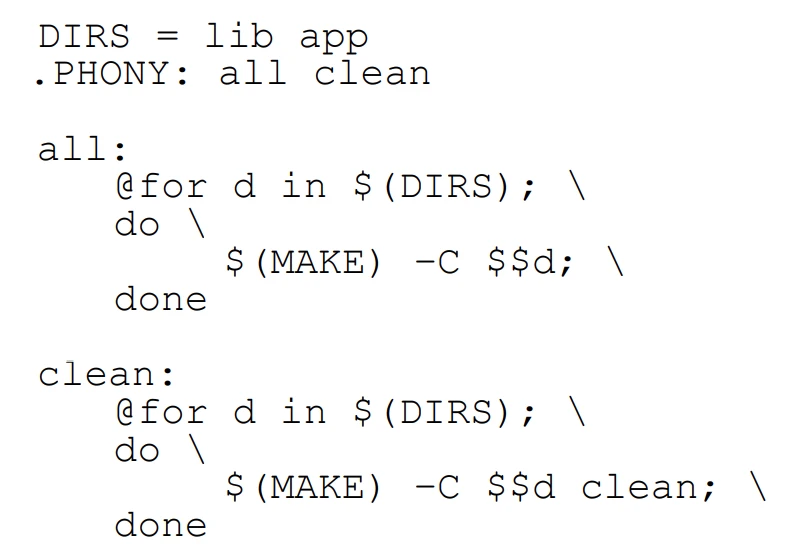 DIRS = lib app
.PHONY: all clean

all:
    @for d in $(DIRS); \
    do \
        $(MAKE) -C $$d; \
    done

clean:
    @for d in $(DIRS); \
    do \
        $(MAKE) -C $$d clean; \
    done